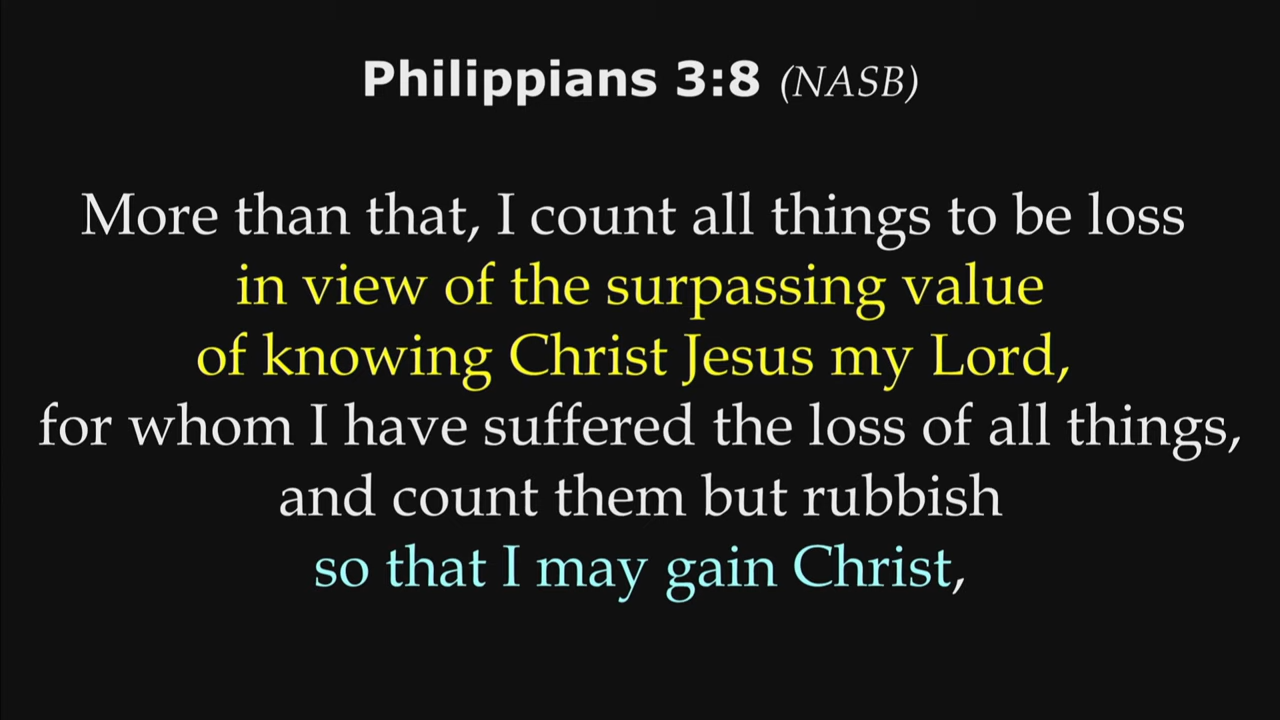 Philippians 3:8 (NASB)
More than that, I count all things to be loss
in view of the surpassing value
of knowing Christ Jesus my Lord,
for whom I have suffered the loss of all things,
and count them but rubbish
so that I may gain Christ,